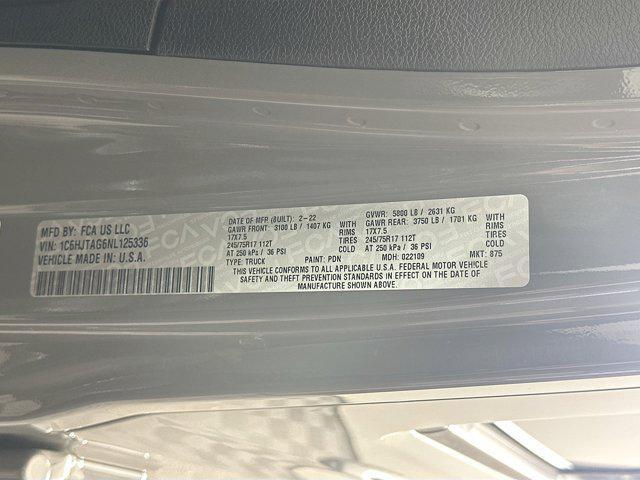 MFD BY: FCA US LLC
VIN: 1C6HJTAG6NL125336
VEHICLE MADE IN: U.S.A.
DATE OF MFR (BUILT): 2-22
GAWR FRONT: 3100 LB / 1407 KG WITH
17X7.5 RIMS
245/75R17 112T TIRES
AT 250 kPa / 36 PSI COLD
TYPE: TRUCK PAINT: PDN
GVWR: 5800 LB / 2631 KG
GAWR REAR: 3750 LB / 1701 KG WITH
17X7.5 RIMS
245/75R17 112T TIRES
AT 250 kPa / 36 PSI COLD
MDH: 022109 MKT: 875
THIS VEHICLE CONFORMS TO ALL APPLICABLE U.S.A. FEDERAL MOTOR VEHICLE
SAFETY AND THEFT PREVENTION STANDARDS IN EFFECT ON THE DATE OF
MANUFACTURE SHOWN ABOVE.